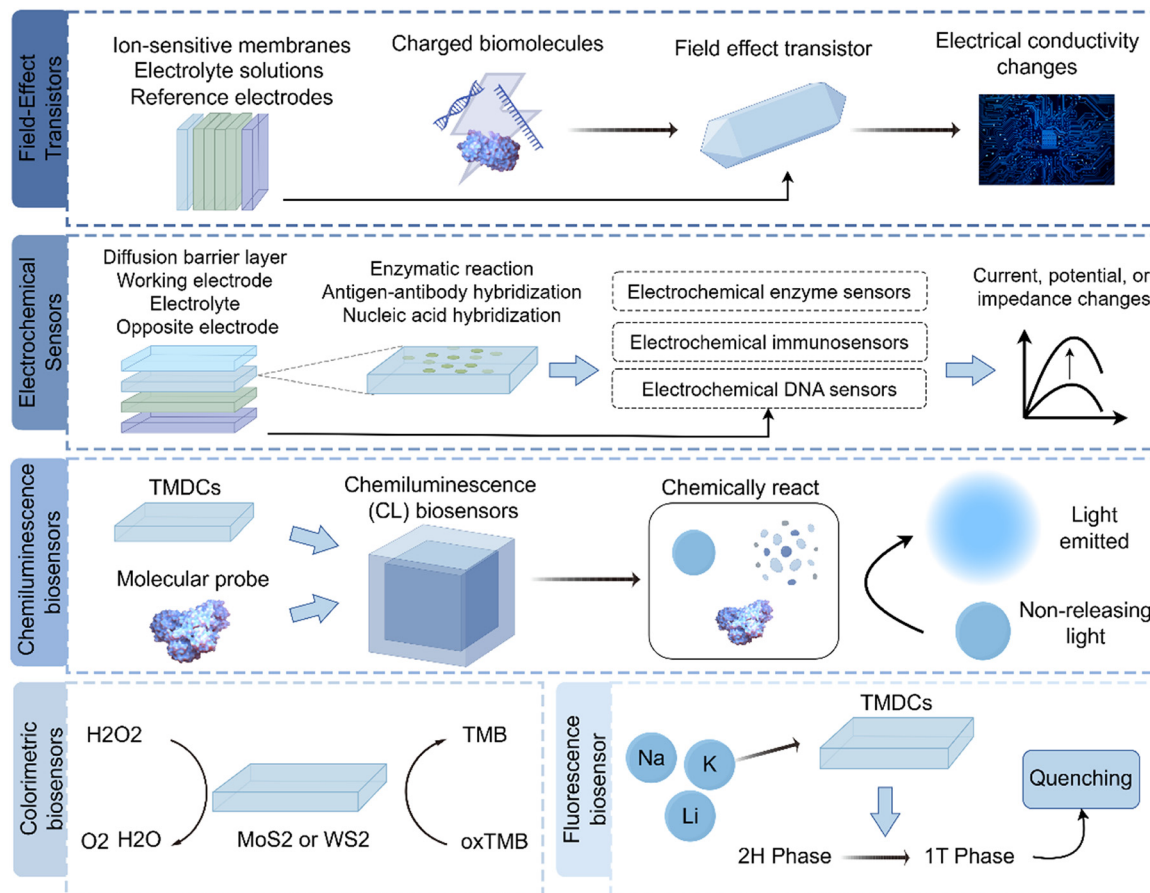 Field-Effect
Transistors
Ion-sensitive membranes
Electrolyte solutions
Reference electrodes
Charged biomolecules
Field effect transistor
Electrical conductivity
changes
Electrochemical
Sensors
Diffusion barrier layer
Working electrode
Electrolyte
Opposite electrode
Enzymatic reaction
Antigen-antibody hybridization
Nucleic acid hybridization
Electrochemical enzyme sensors
Electrochemical immunosensors
Electrochemical DNA sensors
Current, potential, or
impedance changes
Chemiluminescence
biosensors
TMDCs
Molecular probe
Chemiluminescence
(CL) biosensors
Chemically react
Light
emitted
Non-releasing
light
Colorimetric
biosensors
H2O2
O2 H2O
MoS2 or WS2
TMB
oxTMB
Fluorescence
biosensor
Na
K
Li
TMDCs
2H Phase
1T Phase
Quenching